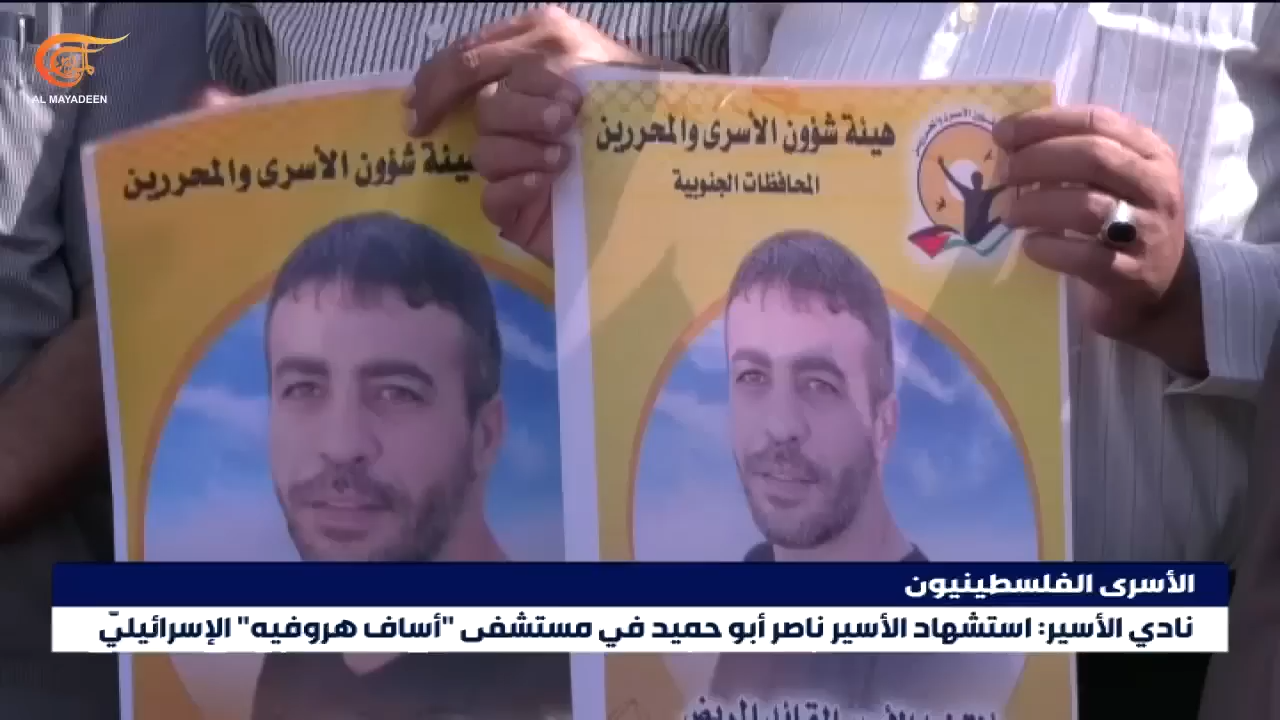 AL MAYADEEN
هيئة شؤون الأسرى والمحررين
المحافظات الجنوبية
شؤون الأسرى والمحررين
الأسرى الفلسطينيون
نادي الأسير: استشهاد الأسير ناصر أبو حميد في مستشفى "أساف هروفيه" الإسرائيليّ